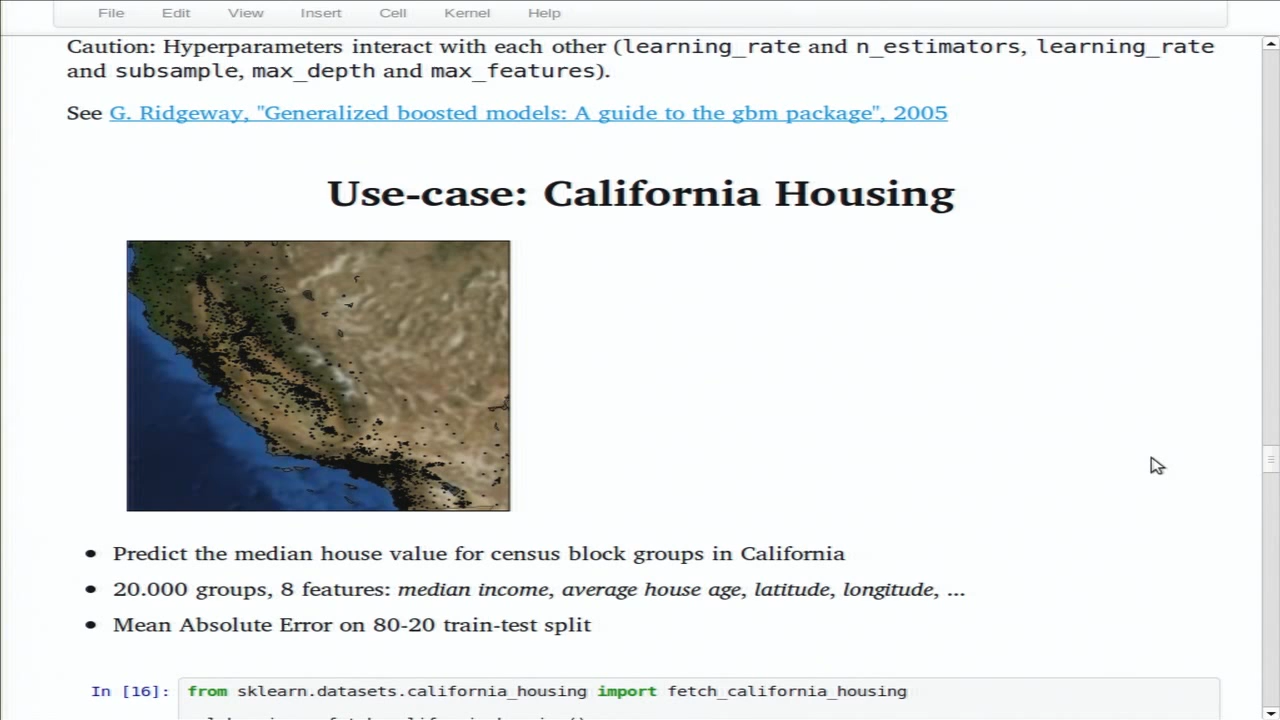 File Edit View Insert Cell Kernel Help
Caution: Hyperparameters interact with each other (learning_rate and n_estimators, learning_rate
and subsample, max_depth and max_features).
See G. Ridgeway, "Generalized boosted models: A guide to the gbm package", 2005
Use-case: California Housing
• Predict the median house value for census block groups in California
• 20.000 groups, 8 features: median income, average house age, latitude, longitude, ...
• Mean Absolute Error on 80-20 train-test split
In [16]: from sklearn.datasets.california_housing import fetch_california_housing